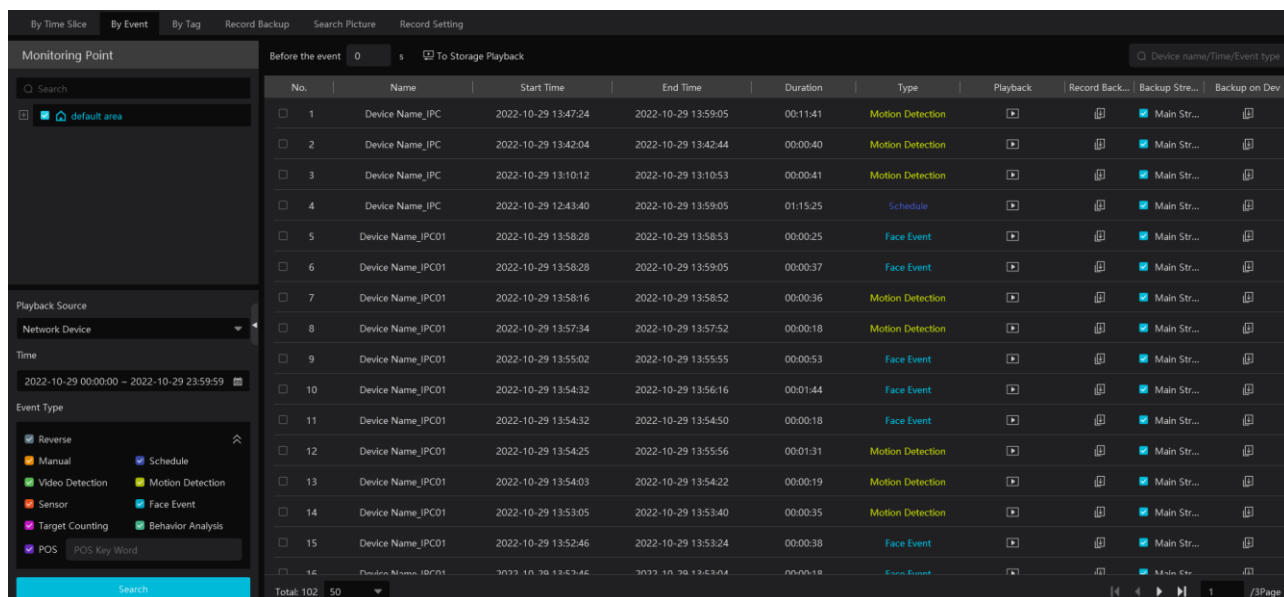 By Time Slice By Event By Tag Record Backup Search Picture Record Setting
Monitoring Point
Search
default area
Playback Source
Network Device
Time
2022-10-29 00:00:00 ~ 2022-10-29 23:59:59
Event Type
Reverse
Manual Schedule
Video Detection Motion Detection
Sensor Face Event
Target Counting Behavior Analysis
POS POS Key Word
Search
Before the event 0 s To Storage Playback Device name/Time/Event type
No. Name Start Time End Time Duration Type Playback Record Back... Backup Stre... Backup on Dev
1 Device Name_IPC 2022-10-29 13:47:24 2022-10-29 13:59:05 00:11:41 Motion Detection Main Str...
2 Device Name_IPC 2022-10-29 13:42:04 2022-10-29 13:42:44 00:00:40 Motion Detection Main Str...
3 Device Name_IPC 2022-10-29 13:10:12 2022-10-29 13:10:53 00:00:41 Motion Detection Main Str...
4 Device Name_IPC 2022-10-29 12:43:40 2022-10-29 13:59:05 01:15:25 Schedule Main Str...
5 Device Name_IPC01 2022-10-29 13:58:28 2022-10-29 13:58:53 00:00:25 Face Event Main Str...
6 Device Name_IPC01 2022-10-29 13:58:28 2022-10-29 13:59:05 00:00:37 Face Event Main Str...
7 Device Name_IPC01 2022-10-29 13:58:16 2022-10-29 13:58:52 00:00:36 Motion Detection Main Str...
8 Device Name_IPC01 2022-10-29 13:57:34 2022-10-29 13:57:52 00:00:18 Motion Detection Main Str...
9 Device Name_IPC01 2022-10-29 13:55:02 2022-10-29 13:55:55 00:00:53 Face Event Main Str...
10 Device Name_IPC01 2022-10-29 13:54:32 2022-10-29 13:56:16 00:01:44 Face Event Main Str...
11 Device Name_IPC01 2022-10-29 13:54:32 2022-10-29 13:54:50 00:00:18 Face Event Main Str...
12 Device Name_IPC01 2022-10-29 13:54:25 2022-10-29 13:55:56 00:01:31 Motion Detection Main Str...
13 Device Name_IPC01 2022-10-29 13:54:03 2022-10-29 13:54:22 00:00:19 Motion Detection Main Str...
14 Device Name_IPC01 2022-10-29 13:53:05 2022-10-29 13:53:40 00:00:35 Motion Detection Main Str...
15 Device Name_IPC01 2022-10-29 13:52:46 2022-10-29 13:53:24 00:00:38 Face Event Main Str...
16 Device Name_IPC01 2022-10-29 13:52:46 2022-10-29 13:53:04 00:00:18 Face Event Main Str...
Total: 102 50 1 /3Page